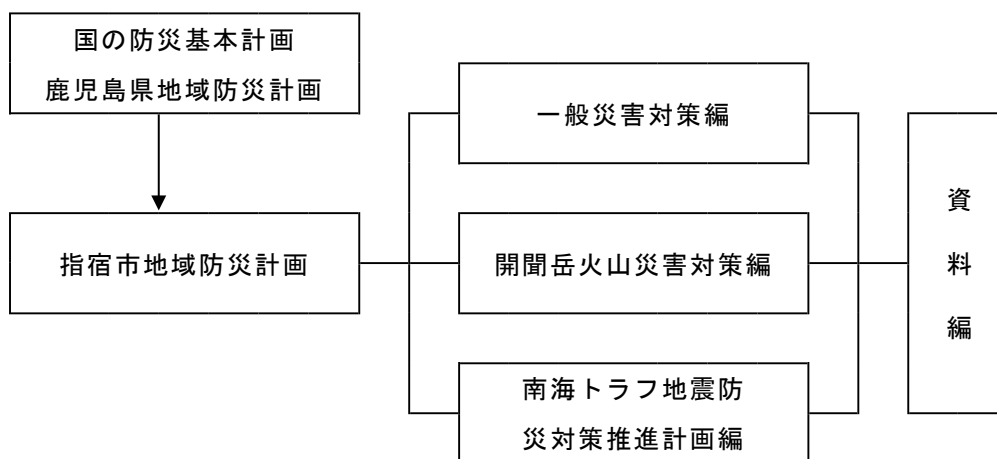 国の防災基本計画
鹿児島県地域防災計画
指宿市地域防災計画
一般災害対策編
開聞岳火山災害対策編
南海トラフ地震防
災対策推進計画編
資
料
編